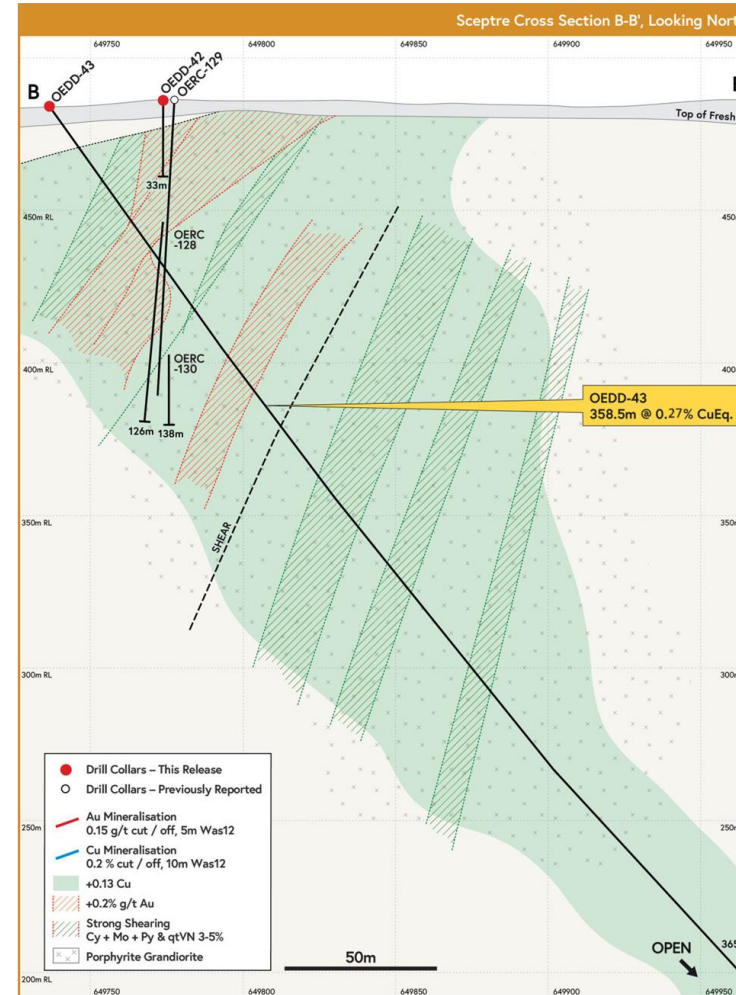 Sceptre Cross Section B-B', Looking Nort
649750 649800 649850 649900 649950
B
OEDD-43
OEDD-42
OERC-129
Top of Fresh
33m
450m RL
OERC
-128
400m RL
OERC
-130
126m 138m
OEDD-43
358.5m @ 0.27% CuEq.
350m RL
SHEAR
300m RL
250m RL
200m RL
Drill Collars – This Release
Drill Collars – Previously Reported
Au Mineralisation
0.15 g/t cut / off, 5m Was12
Cu Mineralisation
0.2 % cut / off, 10m Was12
+0.13 Cu
+0.2% g/t Au
Strong Shearing
Cy + Mo + Py & qtVN 3-5%
Porphyrite Grandiorite
50m
OPEN
365
649750 649800 649850 649900 649950